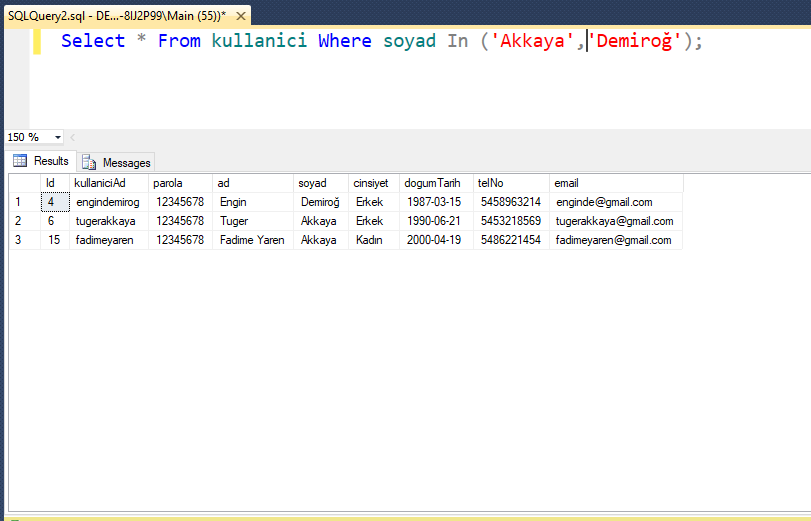 SQLQuery2.sql - DE...-8IJ2P99\Main (55))*
Select * From kullanici Where soyad In ('Akkaya','Demiroğ');
150 %
Results Messages
Id kullaniciAd parola ad soyad cinsiyet dogumTarih telNo email
1 4 engindemirog 12345678 Engin Demiroğ Erkek 1987-03-15 5458963214 enginde@gmail.com
2 6 tugerakkaya 12345678 Tuger Akkaya Erkek 1990-06-21 5453218569 tugerakkaya@gmail.com
3 15 fadimeyaren 12345678 Fadime Yaren Akkaya Kadın 2000-04-19 5486221454 fadimeyaren@gmail.com